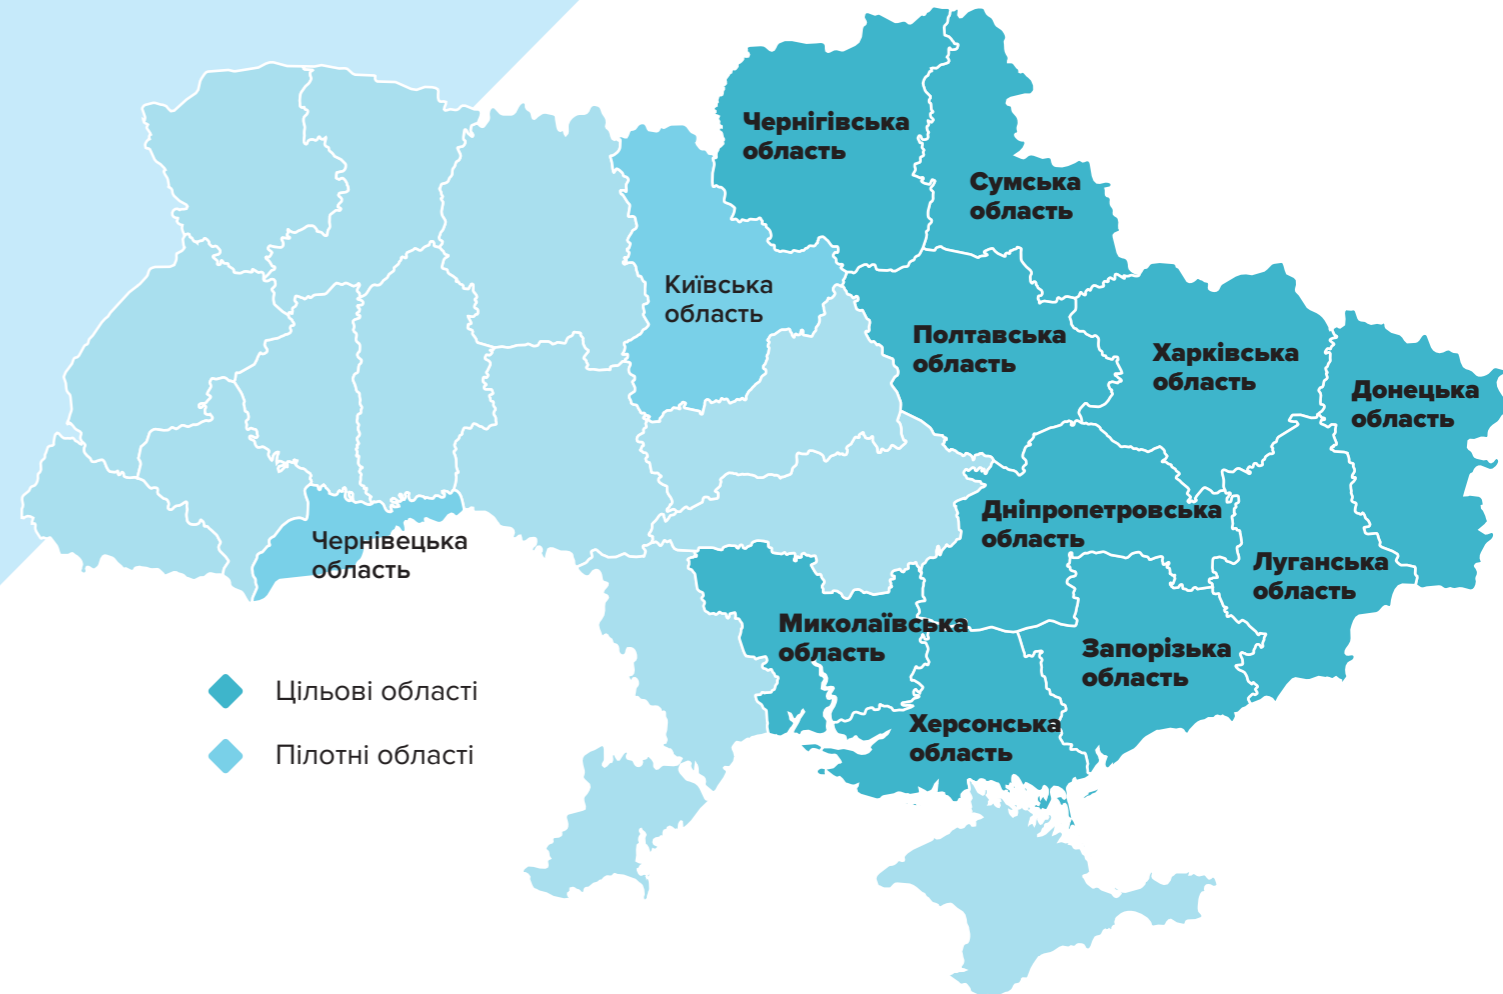 Чернігівська
область
Сумська
область
Київська
область
Полтавська
область
Харківська
область
Донецька
область
Дніпропетровська
область
Чернівецька
область
Луганська
область
Миколаївська
область
Запорізька
область
Херсонська
область
Цільові області
Пілотні області